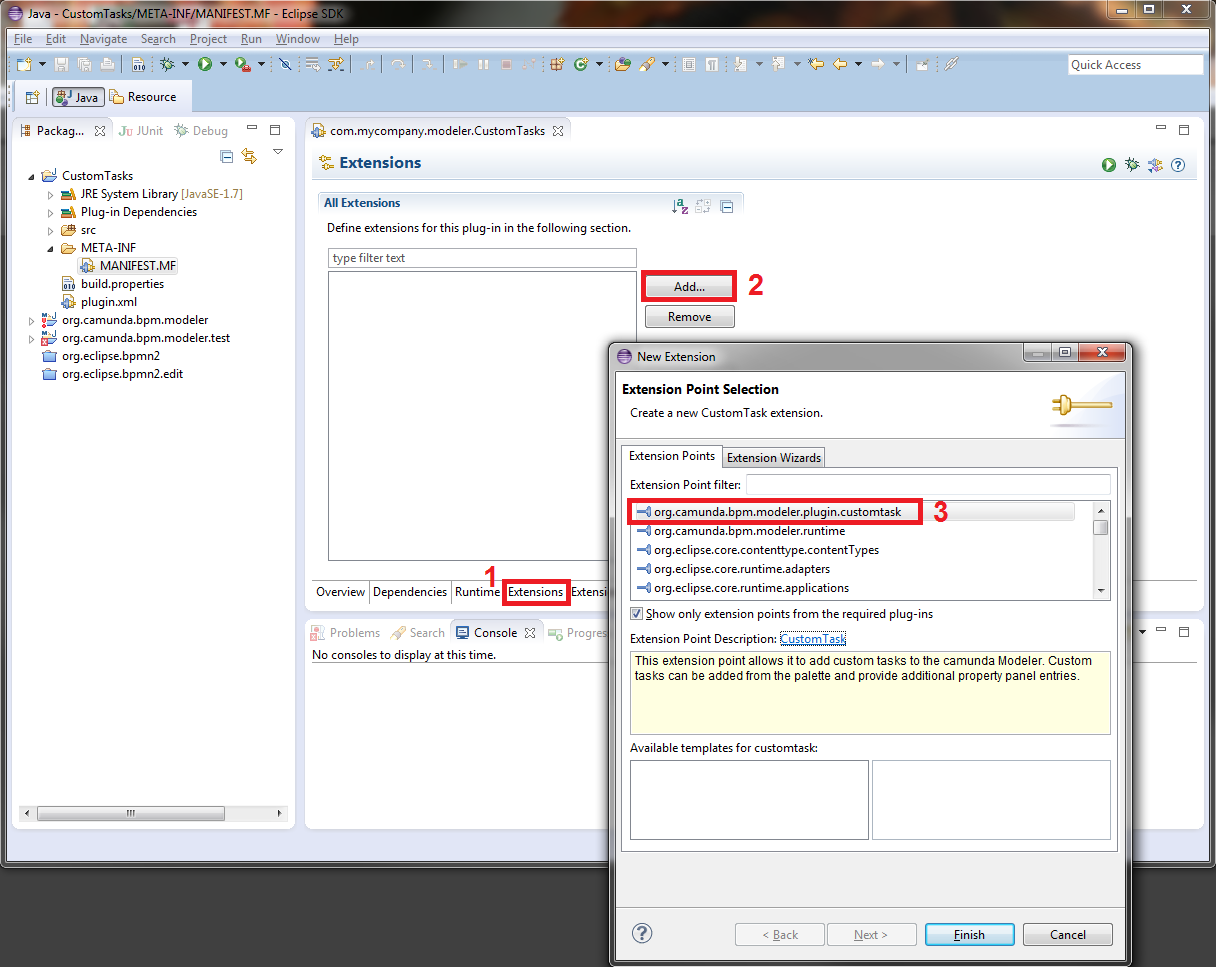 Java - CustomTasks/META-INF/MANIFEST.MF - Eclipse SDK
File Edit Navigate Search Project Run Window Help
Quick Access
Java Resource
Packag... JUnit Debug
com.mycompany.modeler.CustomTasks
Extensions
CustomTasks
JRE System Library [JavaSE-1.7]
Plug-in Dependencies
src
META-INF
MANIFEST.MF
build.properties
plugin.xml
org.camunda.bpm.modeler
org.camunda.bpm.modeler.test
org.eclipse.bpmn2
org.eclipse.bpmn2.edit
All Extensions
Define extensions for this plug-in in the following section.
type filter text
Add... 2
Remove
1
Overview Dependencies Runtime Extensions Extensi
Problems Search Console Progres
No consoles to display at this time.
New Extension
Extension Point Selection
Create a new CustomTask extension.
Extension Points Extension Wizards
Extension Point filter:
org.camunda.bpm.modeler.plugin.customtask 3
org.camunda.bpm.modeler.runtime
org.eclipse.core.contenttype.contentTypes
org.eclipse.core.runtime.adapters
org.eclipse.core.runtime.applications
Show only extension points from the required plug-ins
Extension Point Description: CustomTask
This extension point allows it to add custom tasks to the camunda Modeler. Custom
tasks can be added from the palette and provide additional property panel entries.
Available templates for customtask:
< Back Next > Finish Cancel